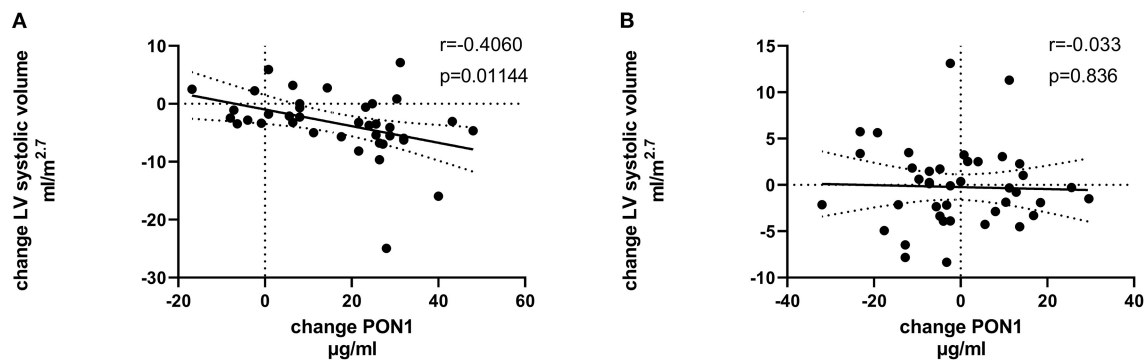 A
change LV systolic volume
ml/m2.7
10
0
-10
-20
-30
-20
0
20
40
60
change PON1
µg/ml
r=-0.4060
p=0.01144
B
change LV systolic volume
ml/m2.7
15
10
5
0
-5
-10
-40
-20
0
20
40
change PON1
µg/ml
r=-0.033
p=0.836